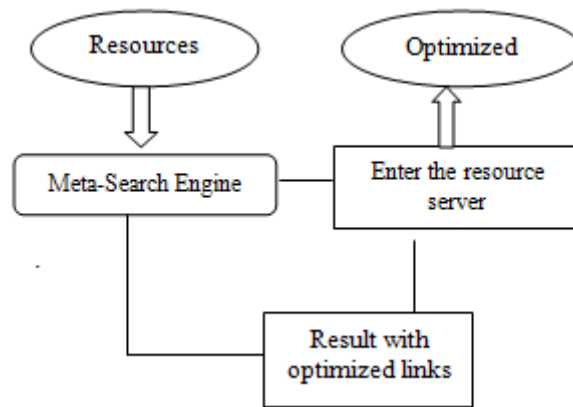 Resources
Optimized
Meta-Search Engine
Enter the resource
server
Result with
optimized links